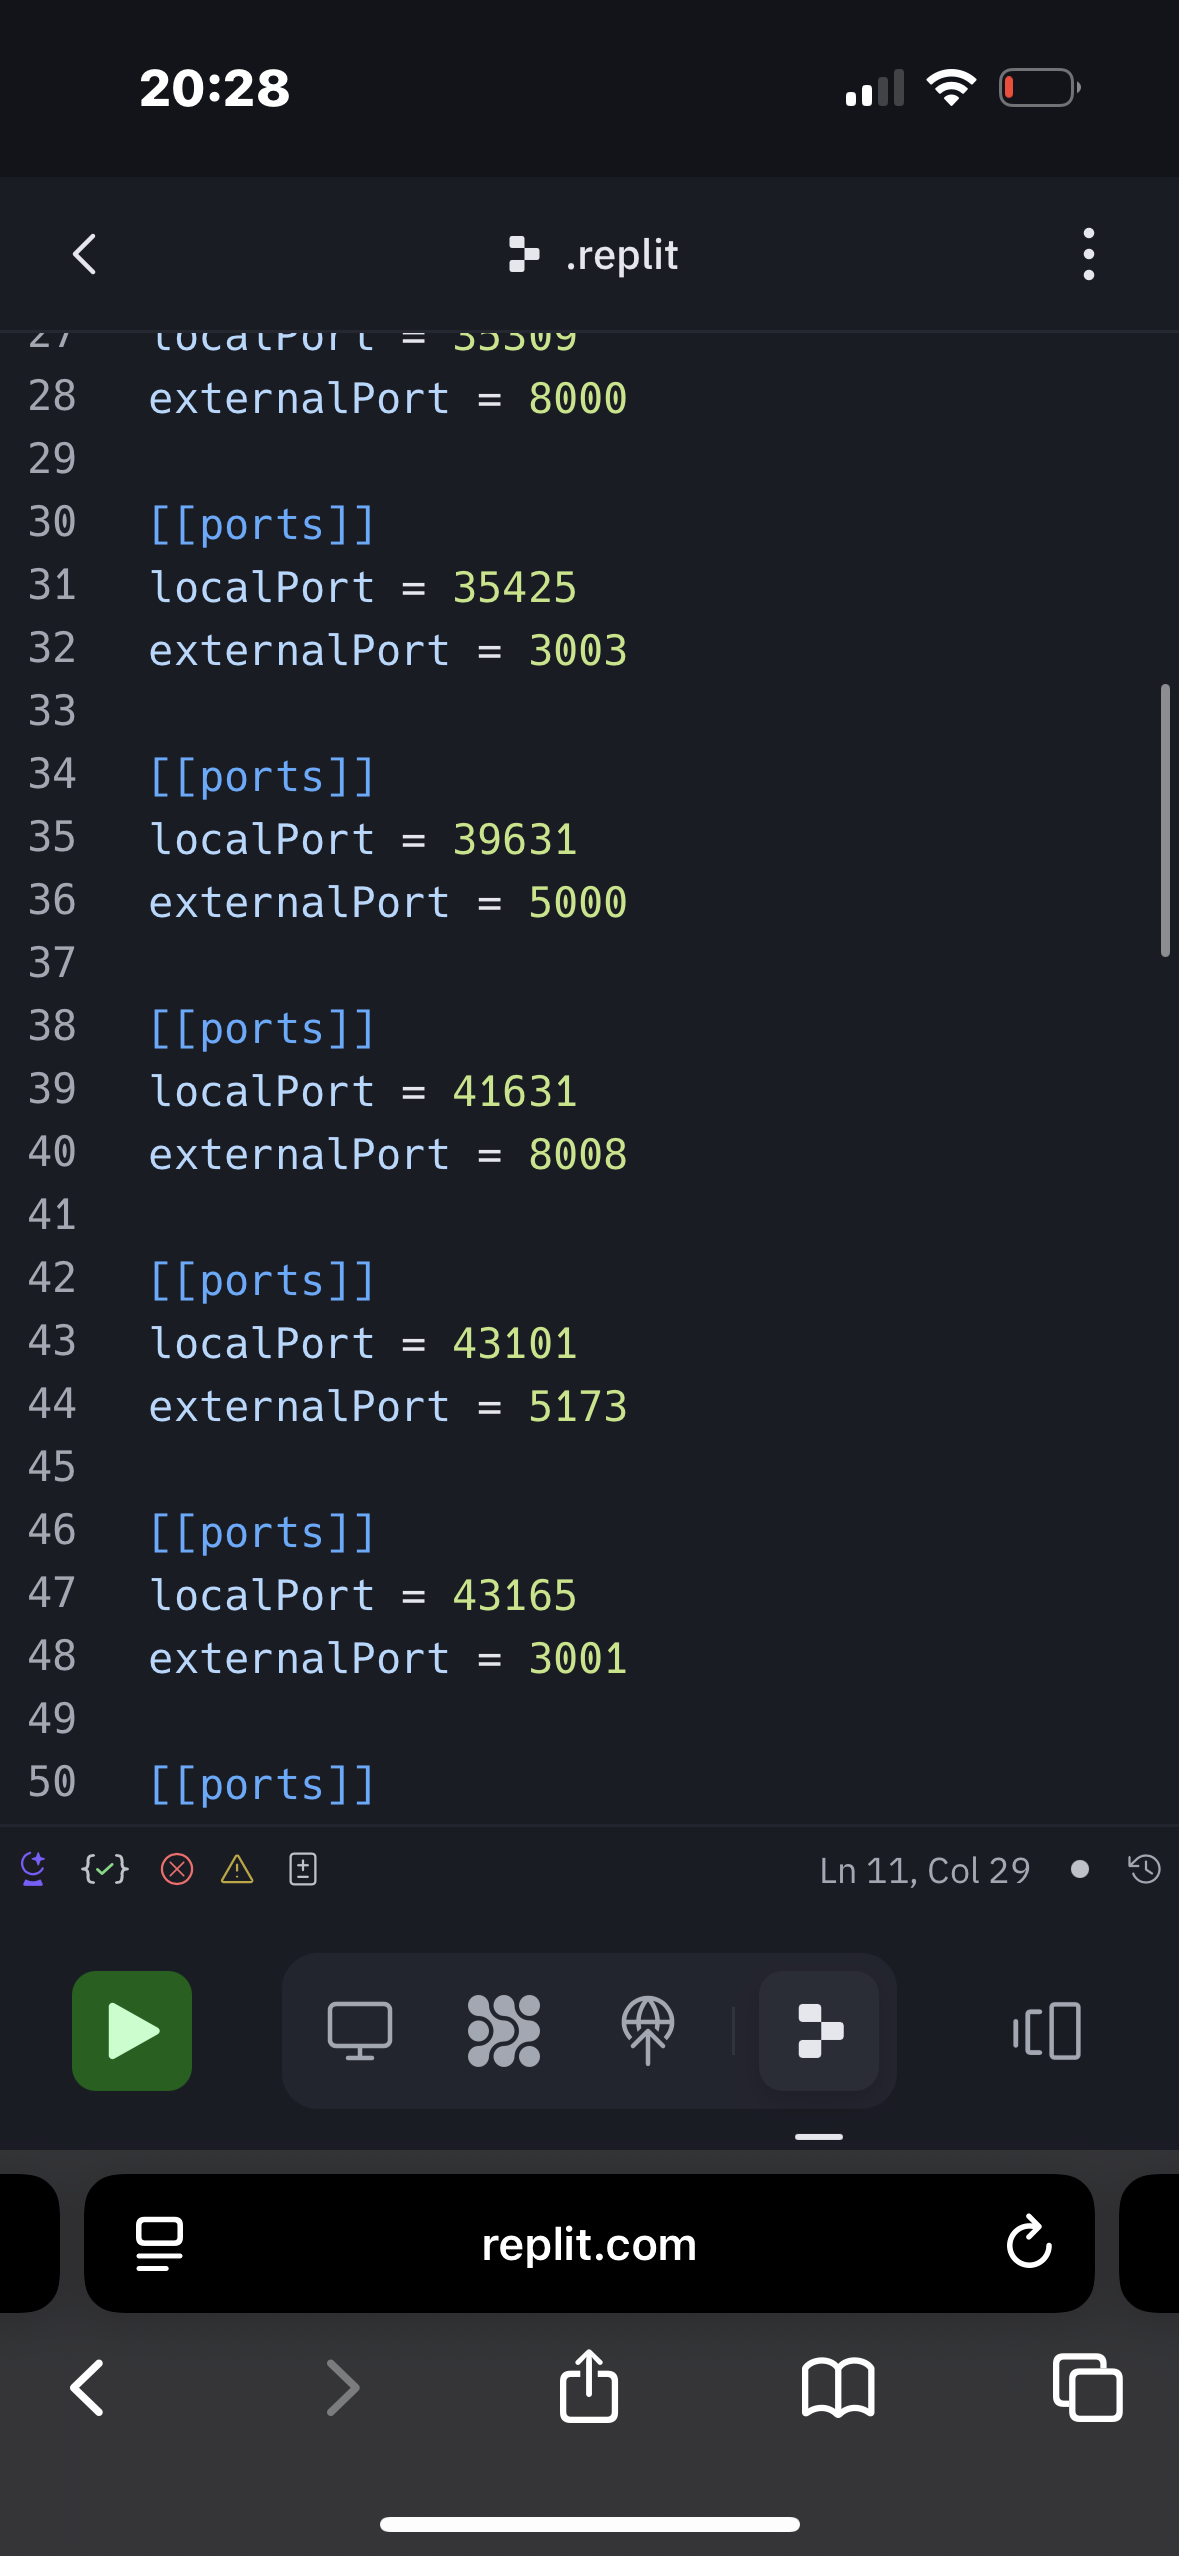 20:28
.replit
27 localPort = 35309
28 externalPort = 8000
29
30 [[ports]]
31 localPort = 35425
32 externalPort = 3003
33
34 [[ports]]
35 localPort = 39631
36 externalPort = 5000
37
38 [[ports]]
39 localPort = 41631
40 externalPort = 8008
41
42 [[ports]]
43 localPort = 43101
44 externalPort = 5173
45
46 [[ports]]
47 localPort = 43165
48 externalPort = 3001
49
50 [[ports]]
Ln 11, Col 29
replit.com